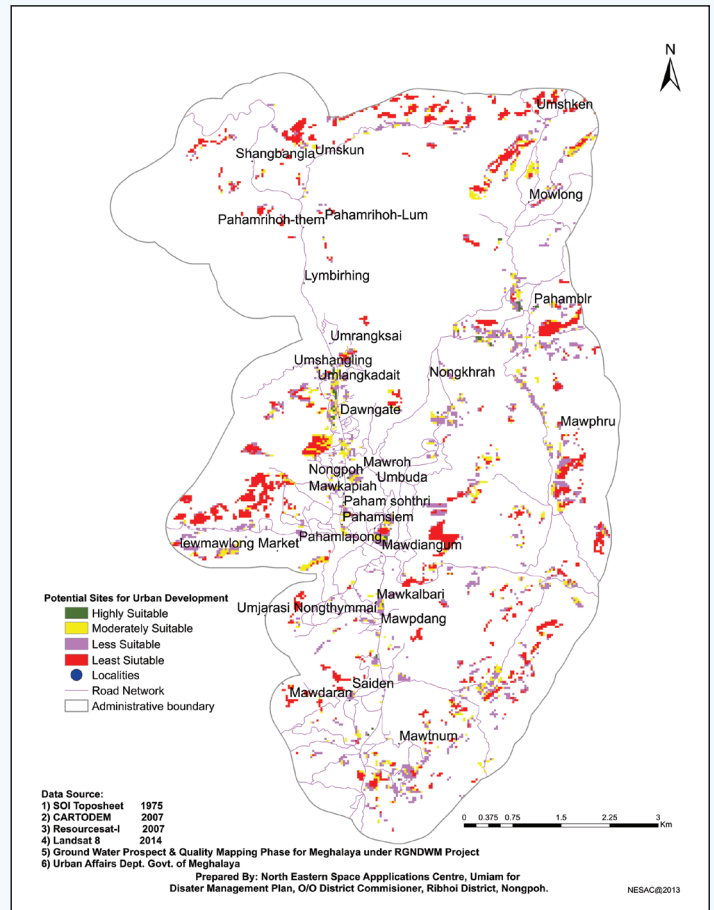 N
Umshken
Shangbangla
Umskun
Mowlong
Pahamrihoh-them
Pahamrihoh-Lum
Lymbirhing
Pahamblr
Umrangksai
Umshangling
Umlangkadait
Nongkhrah
Dawngate
Mawphru
Mawroh
Nongpoh
Umbuda
Mawkapiah
Paham sohthri
Pahamsiem
Pahamlapong
Iewmawlong Market
Mawdiangum
Mawkalbari
Umjarasi Nongthymmai
Mawpdang
Saiden
Mawdaran
Mawtnum
Potential Sites for Urban Development
Highly Suitable
Moderately Suitable
Less Suitable
Least Siutable
Localities
Road Network
Administrative boundary
Data Source:
1) SOI Toposheet 1975
2) CARTODEM 2007
3) Resourcesat-I 2007
4) Landsat 8 2014
5) Ground Water Prospect & Quality Mapping Phase for Meghalaya under RGNDWM Project
6) Urban Affairs Dept. Govt. of Meghalaya
0 0.375 0.75 1.5 2.25 3
Km
Prepared By: North Eastern Space Appplications Centre, Umiam for
Disater Management Plan, O/O District Commisioner, Ribhoi District, Nongpoh.
NESAC@2013